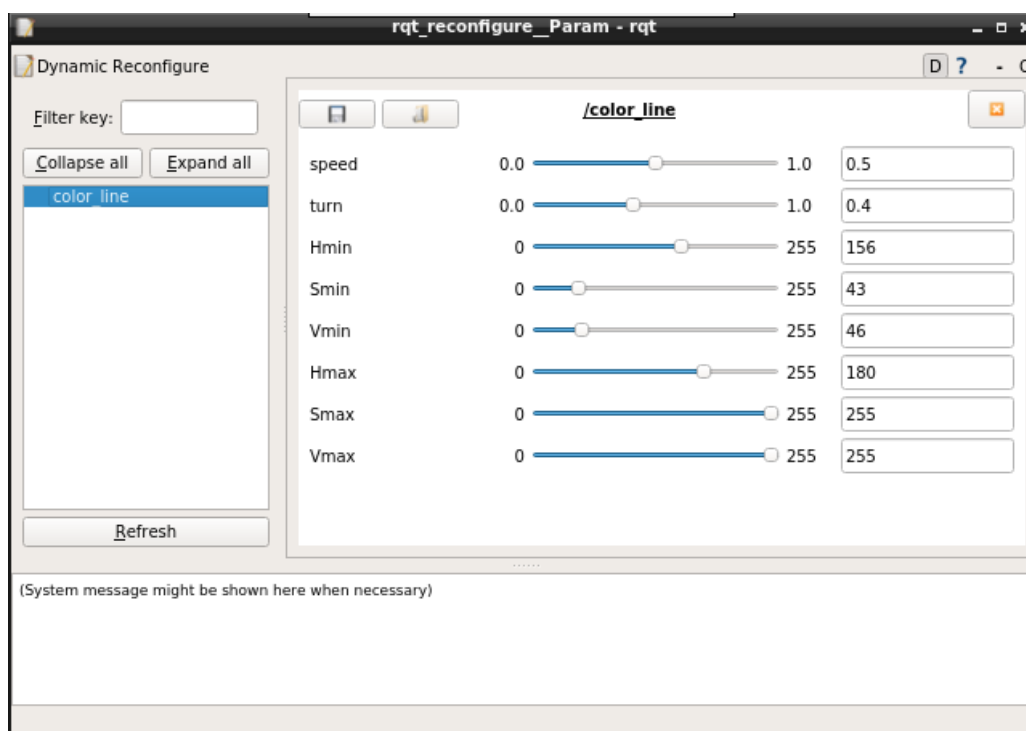 rqt_reconfigure__Param - rqt
Dynamic Reconfigure
D ? -
Filter key:
Collapse all Expand all
color_line
Refresh
/color_line
speed 0.0 1.0 0.5
turn 0.0 1.0 0.4
Hmin 0 255 156
Smin 0 255 43
Vmin 0 255 46
Hmax 0 255 180
Smax 0 255 255
Vmax 0 255 255
(System message might be shown here when necessary)